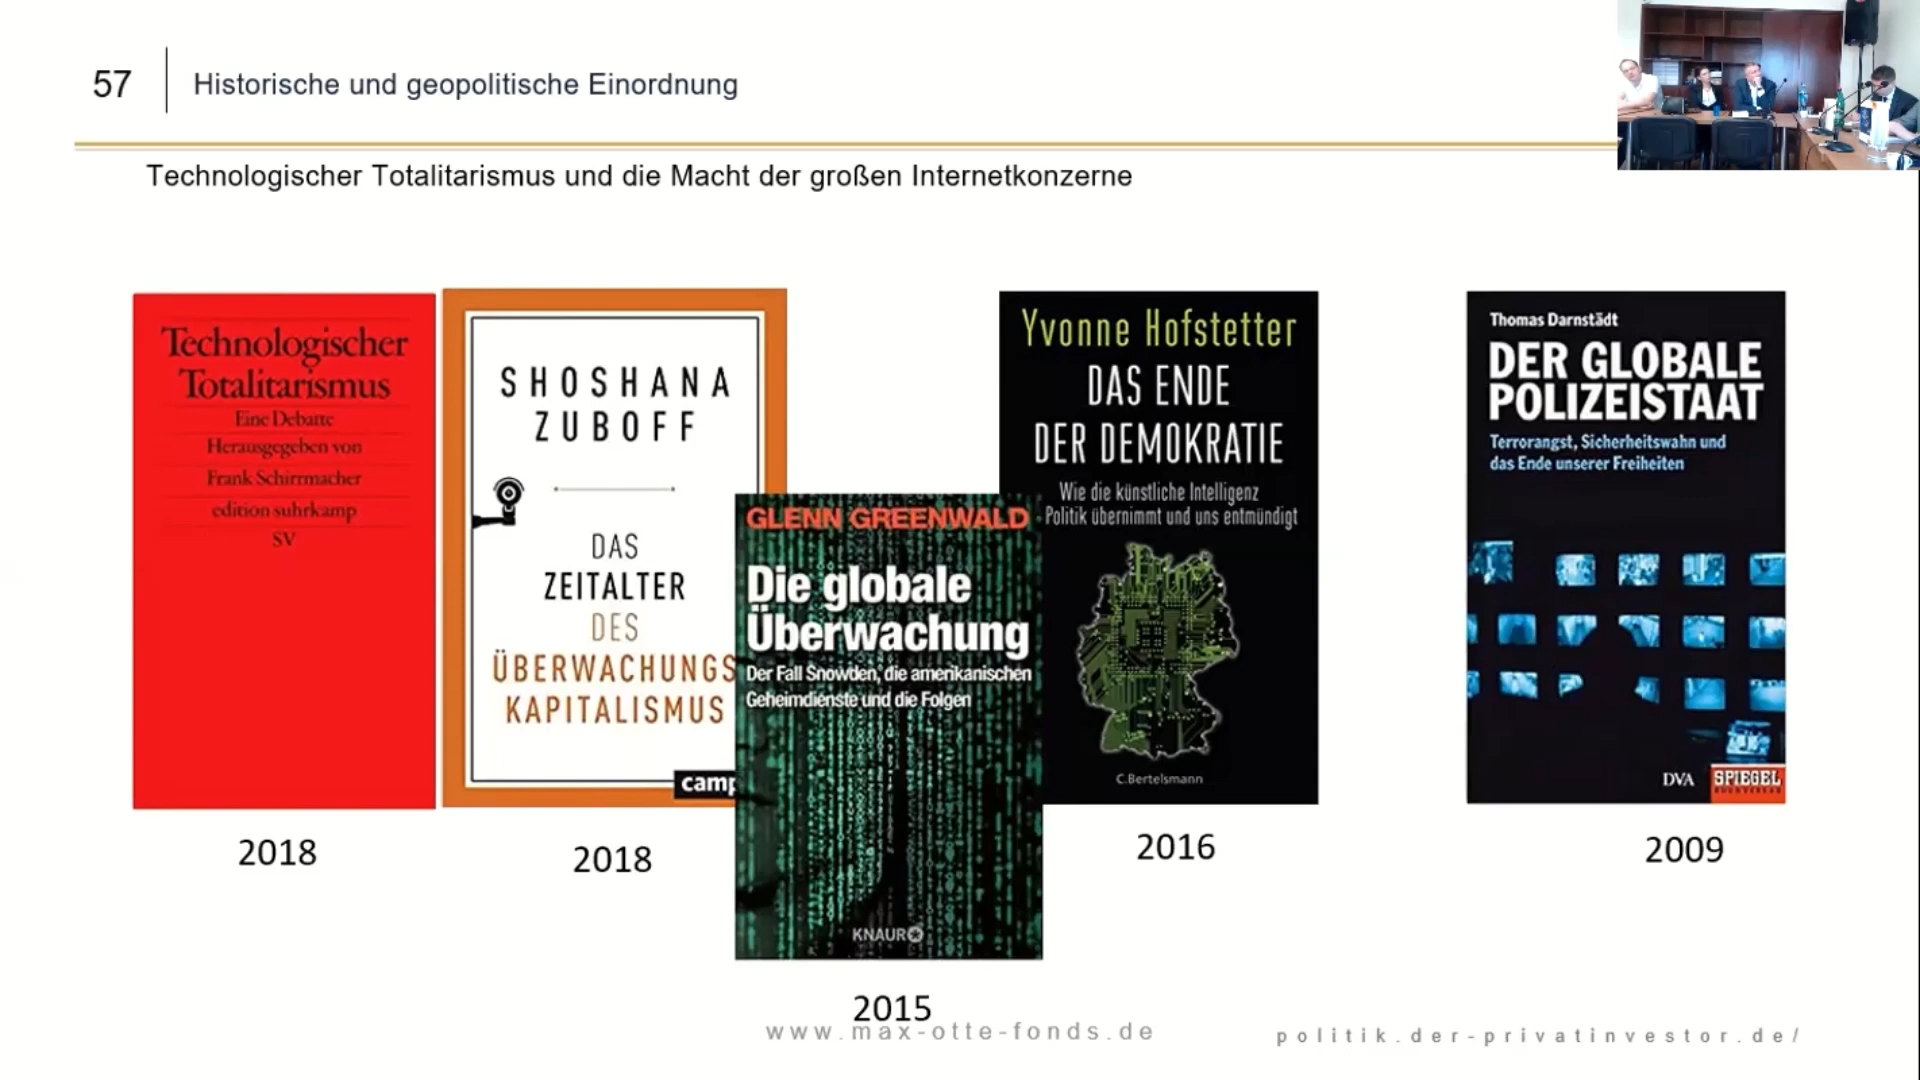 57
Historische und geopolitische Einordnung
Technologischer Totalitarismus und die Macht der großen Internetkonzerne
Technologischer
Totalitarismus
Eine Debatte
Herausgegeben von
Frank Schirrmacher
edition suhrkamp
SV
2018
SHOSHANA
ZUBOFF
DAS
ZEITALTER
DES
ÜBERWACHUNGS
KAPITALISMUS
camp
2018
GLENN GREENWALD
Die globale
Überwachung
Der Fall Snowden, die amerikanischen
Geheimdienste und die Folgen
KNAUR
2015
Yvonne Hofstetter
DAS ENDE
DER DEMOKRATIE
Wie die künstliche Intelligenz
Politik übernimmt und uns entmündigt
C.Bertelsmann
2016
Thomas Darnstädt
DER GLOBALE
POLIZEISTAAT
Terrorangst, Sicherheitswahn und
das Ende unserer Freiheiten
DVA
SPIEGEL
2009
www.max-otte-fonds.de
politik.der-privatinvestor.de/